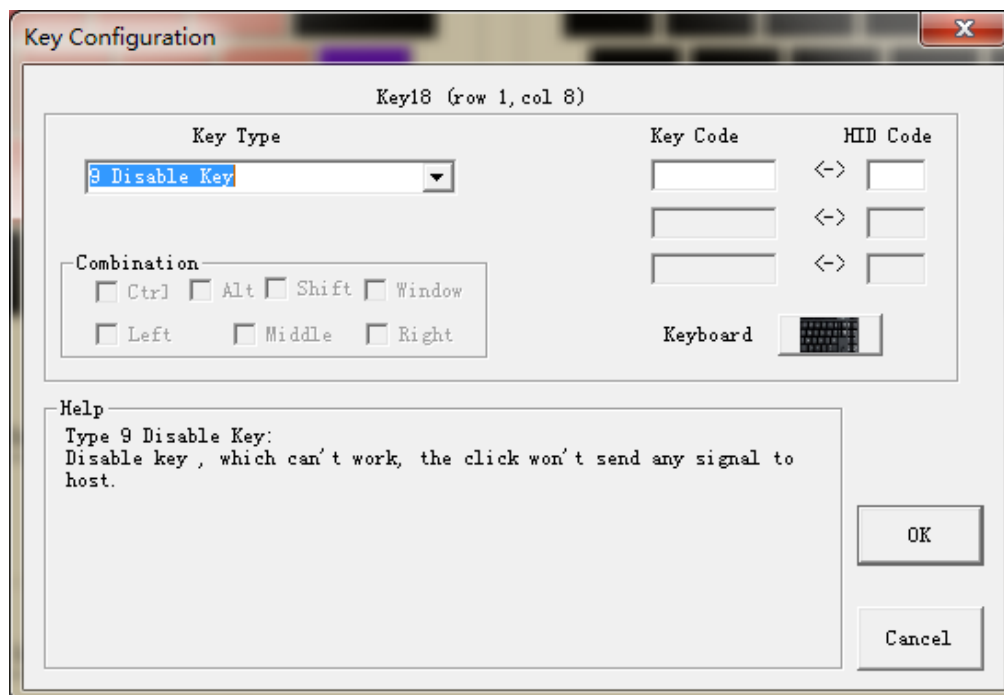 Key Configuration
Key18 (row 1,col 8)
Key Type
Key Code
HID Code
9 Disable Key
<->
<->
<->
Combination
Ctrl Alt Shift Window
Left Middle Right
Keyboard
Help
Type 9 Disable Key:
Disable key , which can't work, the click won't send any signal to
host.
OK
Cancel